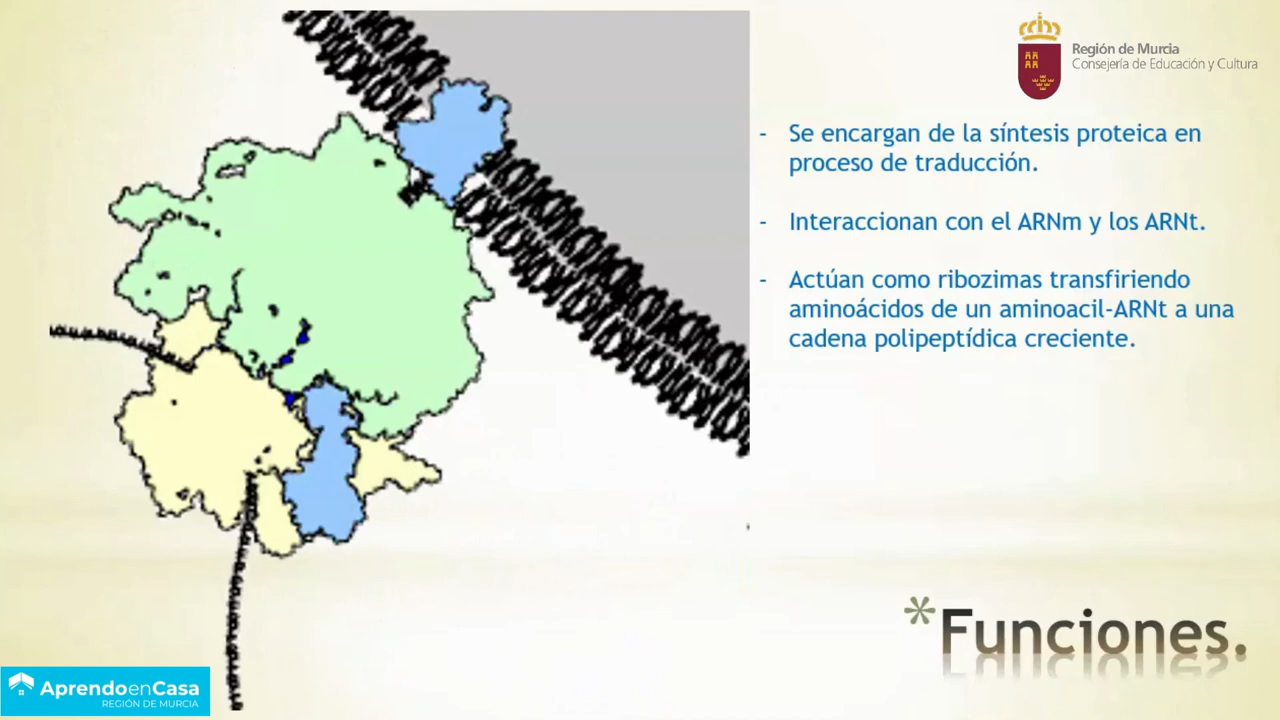 Región de Murcia
Consejería de Educación y Cultura
- Se encargan de la síntesis proteica en
proceso de traducción.
- Interaccionan con el ARNm y los ARNt.
- Actúan como ribozimas transfiriendo
aminoácidos de un aminoacil-ARNt a una
cadena polipeptídica creciente.
*Funciones.
AprendoenCasa
REGIÓN DE MURCIA